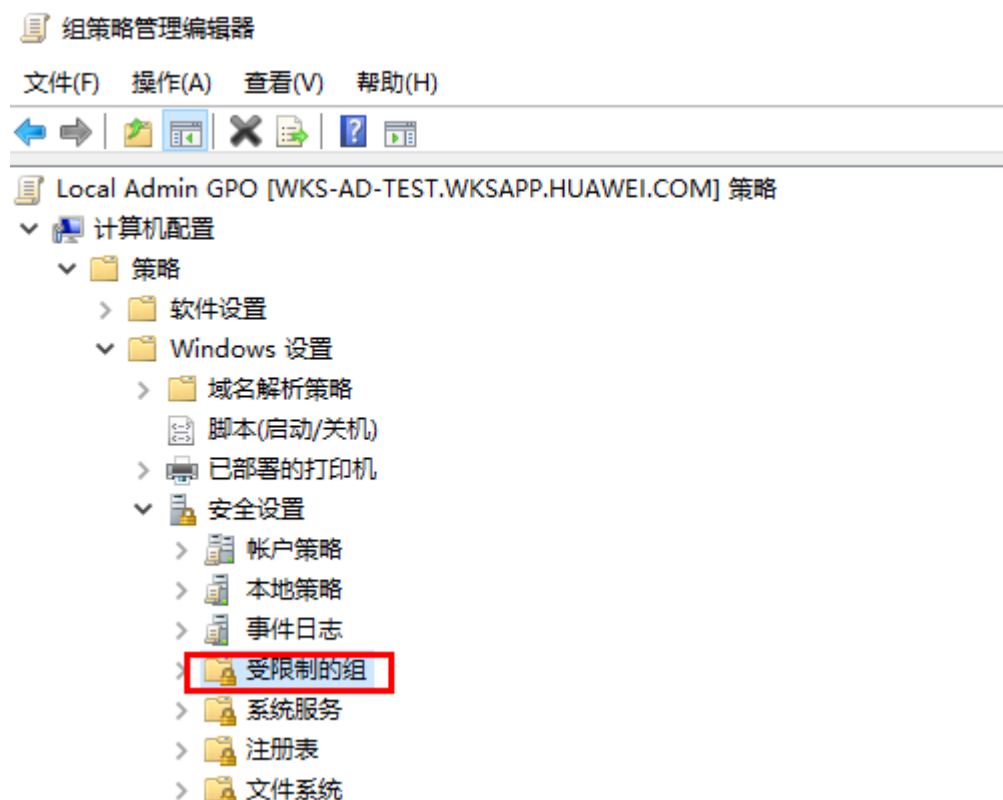 组策略管理编辑器
文件(F) 操作(A) 查看(V) 帮助(H)
Local Admin GPO [WKS-AD-TEST.WKSAPP.HUAWEI.COM] 策略
计算机配置
策略
软件设置
Windows 设置
域名解析策略
脚本(启动/关机)
已部署的打印机
安全设置
帐户策略
本地策略
事件日志
受限制的组
系统服务
注册表
文件系统